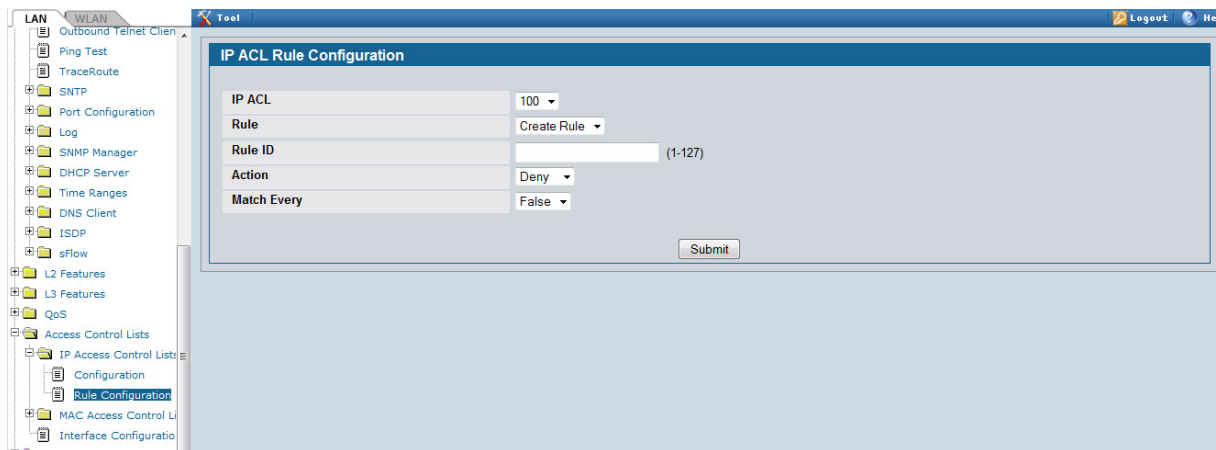 LAN
WLAN
Tool
Logout
Outbound Telnet Clien
Ping Test
TraceRoute
SNTP
Port Configuration
Log
SNMP Manager
DHCP Server
Time Ranges
DNS Client
ISDP
sFlow
L2 Features
L3 Features
QoS
Access Control Lists
IP Access Control Lists
Configuration
Rule Configuration
MAC Access Control Li
Interface Configuratio
IP ACL Rule Configuration
IP ACL 100
Rule Create Rule
Rule ID (1-127)
Action Deny
Match Every False
Submit